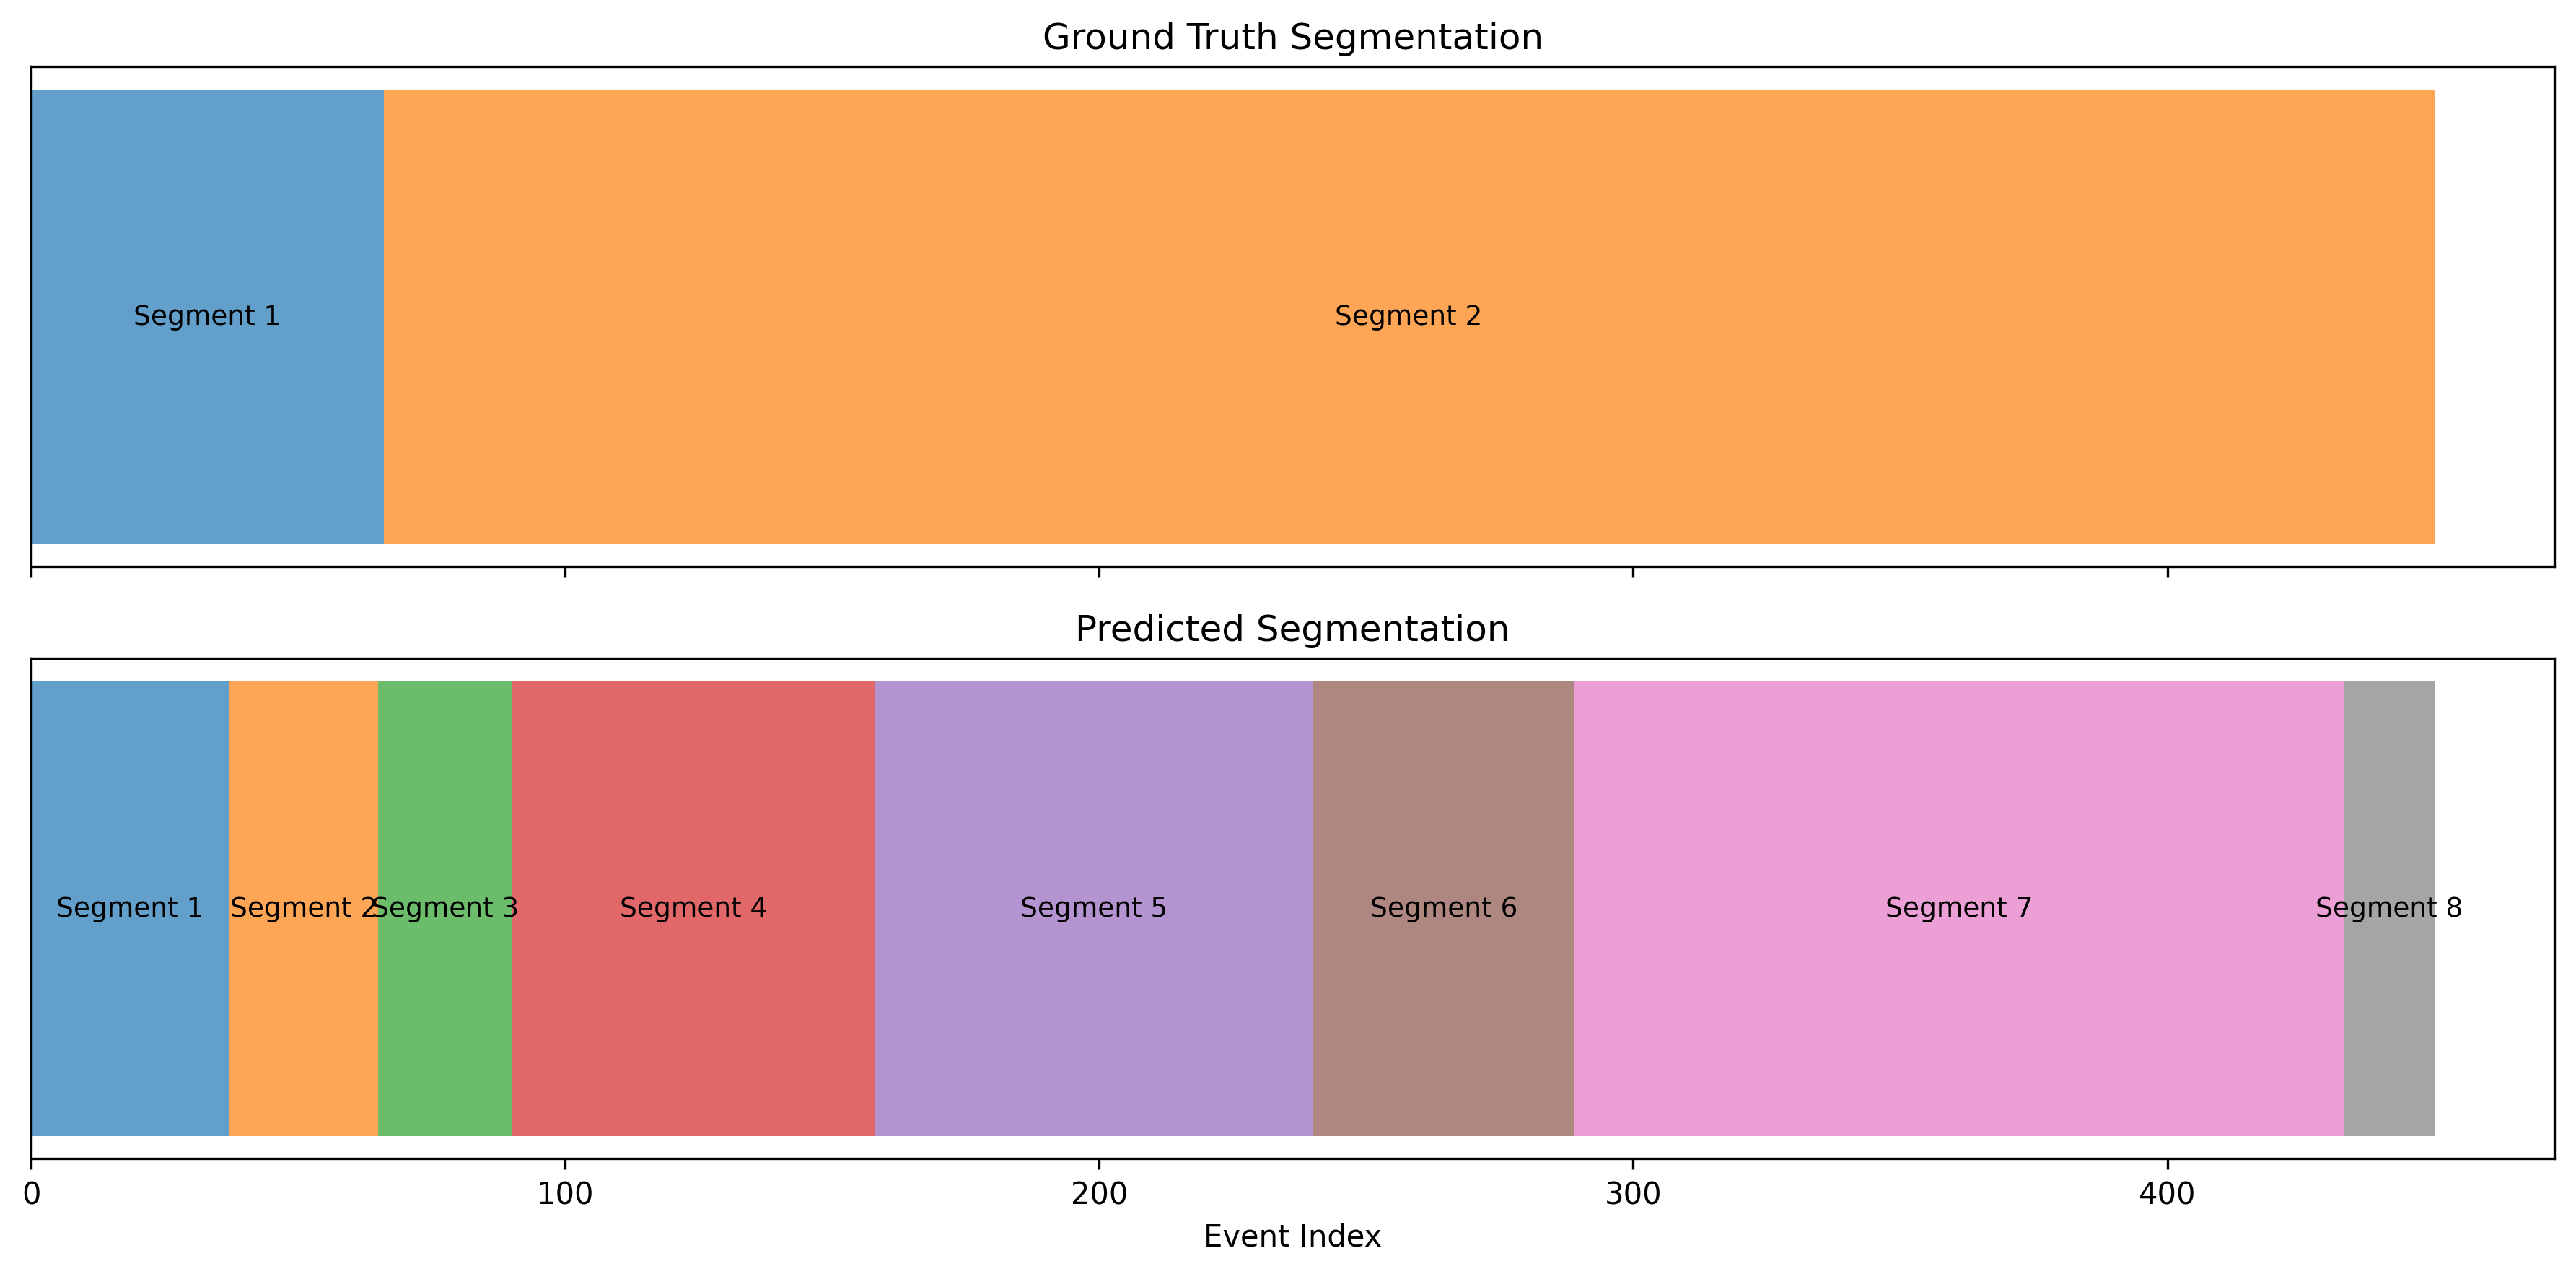 Ground Truth Segmentation
Segment 1 Segment 2
Predicted Segmentation
Segment 1 Segment 2 Segment 3 Segment 4 Segment 5 Segment 6 Segment 7 Segment 8
0 100 200 300 400
Event Index